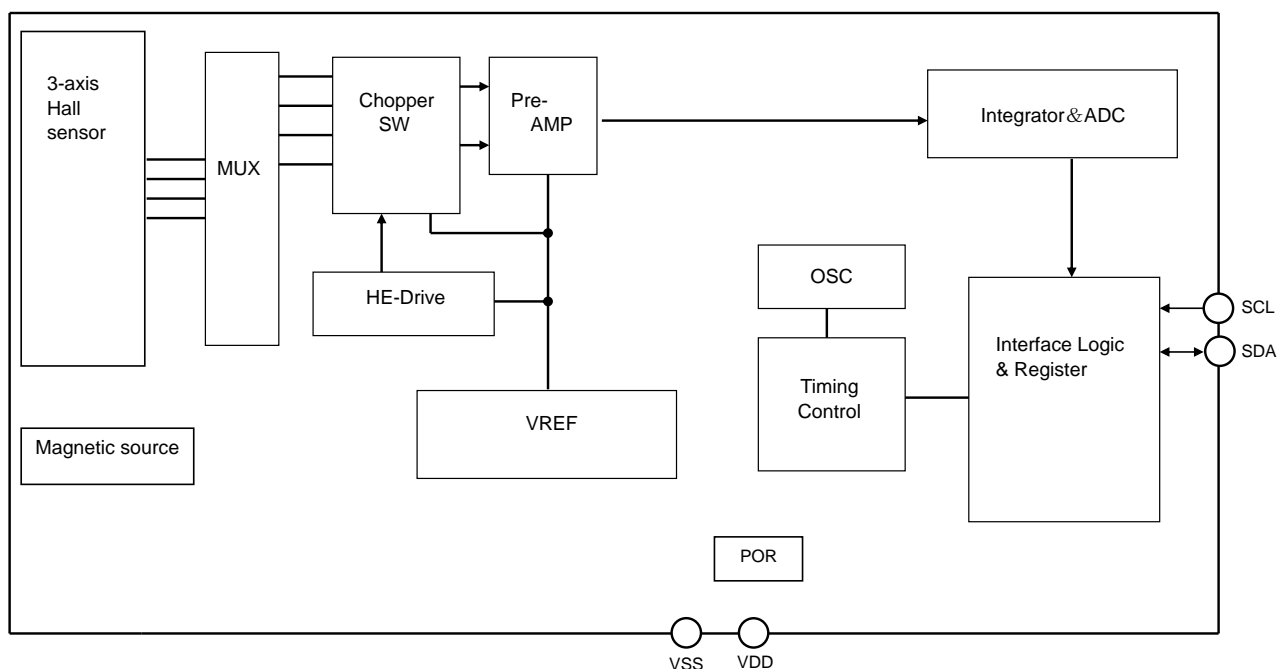 3-axis
Hall
sensor
MUX
Chopper
SW
Pre-
AMP
Integrator&ADC
HE-Drive
OSC
Interface Logic
& Register
SCL
SDA
Timing
Control
VREF
Magnetic source
POR
VSS
VDD